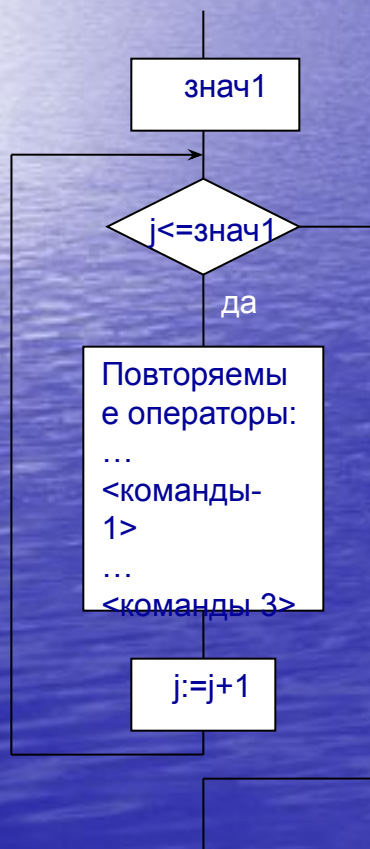 знач1
j<=знач1
да
Повторяемы
е операторы:
…
<команды-
1>
…
<команды 3>
j:=j+1